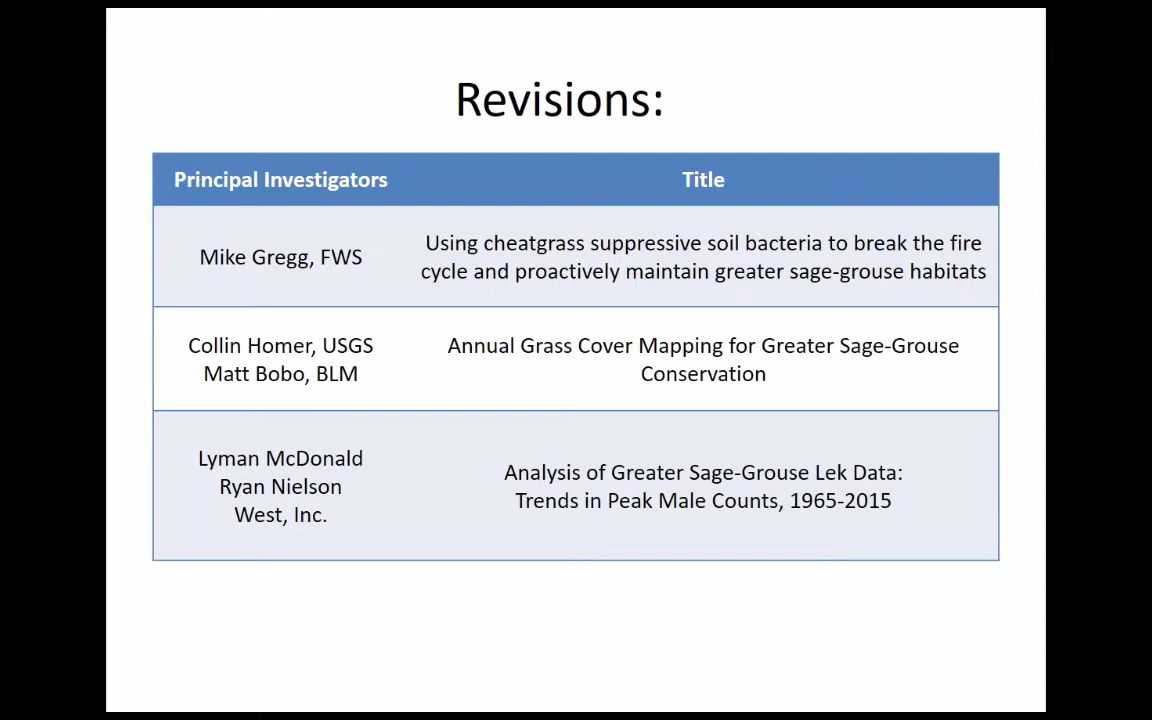 Revisions:
Principal Investigators
Title
Mike Gregg, FWS
Using cheatgrass suppressive soil bacteria to break the fire
cycle and proactively maintain greater sage-grouse habitats
Collin Homer, USGS
Matt Bobo, BLM
Annual Grass Cover Mapping for Greater Sage-Grouse
Conservation
Lyman McDonald
Ryan Nielson
West, Inc.
Analysis of Greater Sage-Grouse Lek Data:
Trends in Peak Male Counts, 1965-2015